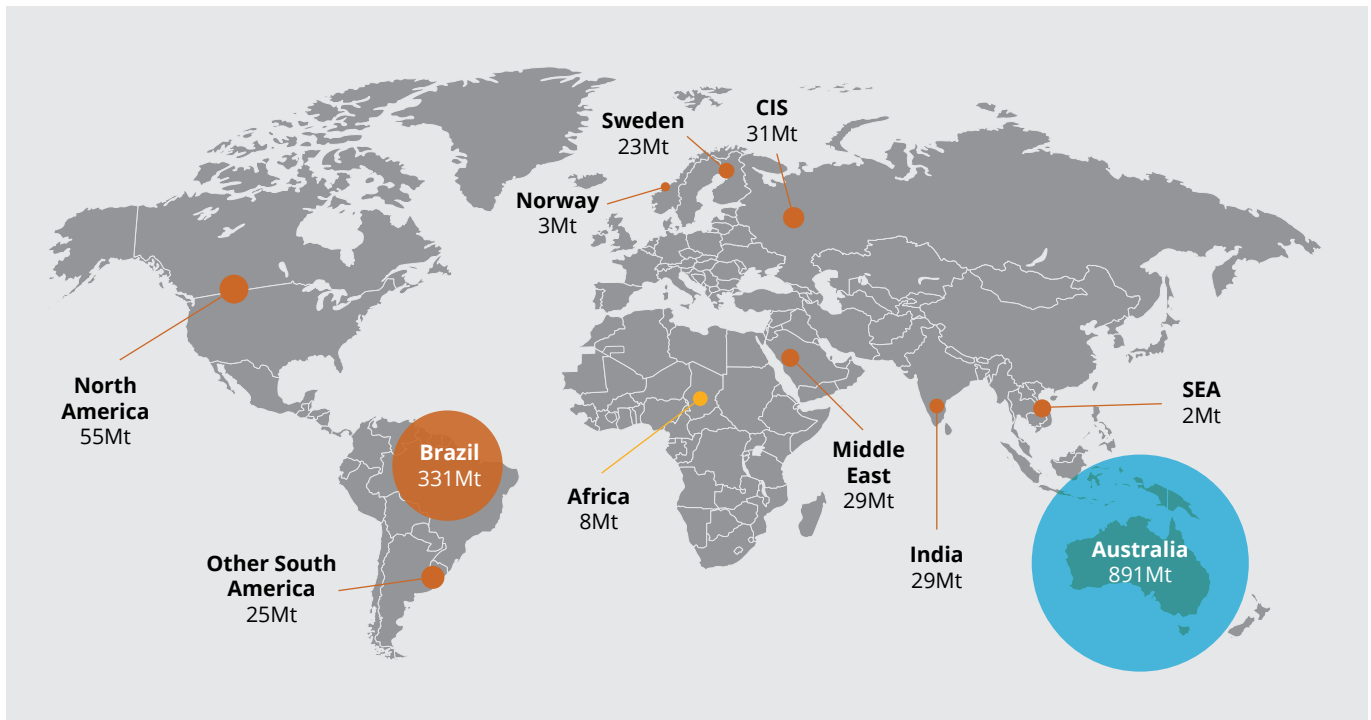 CIS
31Mt
Sweden
23Mt
Norway
3Mt
North
America
55Mt
SEA
2Mt
Brazil
331Mt
Middle
East
29Mt
Africa
8Mt
Australia
891Mt
India
29Mt
Other South
America
25Mt